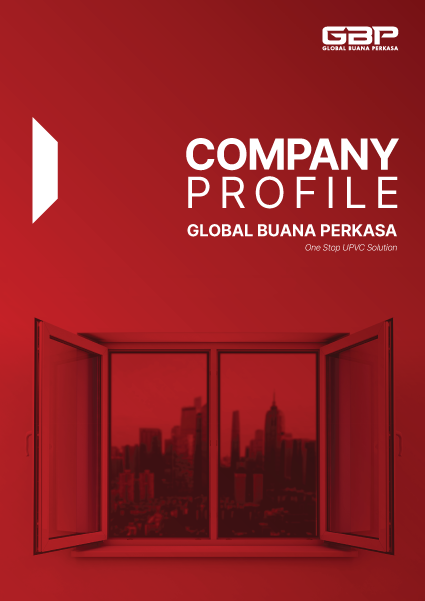 GBP
GLOBAL BUANA PERKASA
COMPANY
PROFILE
GLOBAL BUANA PERKASA
One Stop UPVC Solution